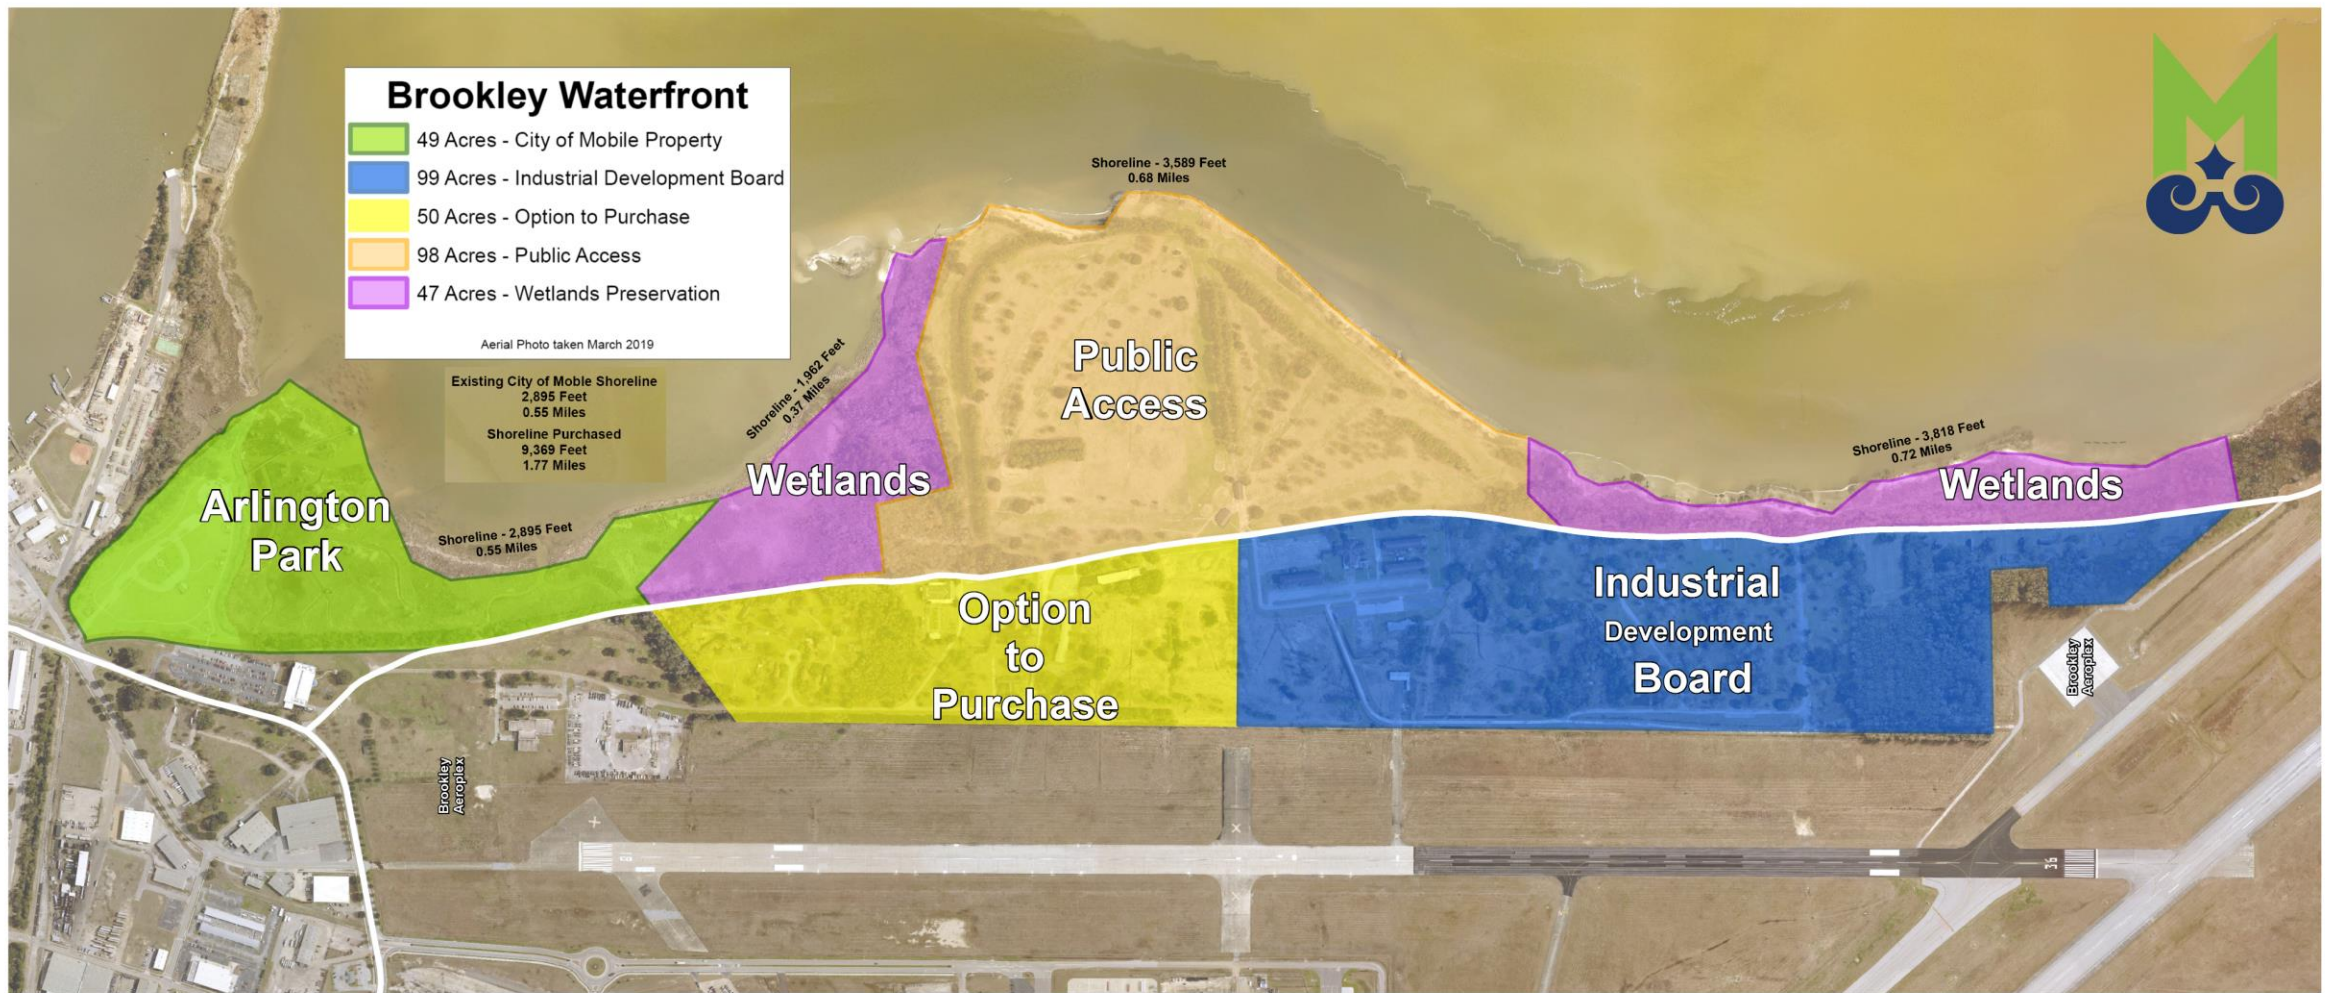 Brookley Waterfront
49 Acres - City of Mobile Property
99 Acres - Industrial Development Board
50 Acres - Option to Purchase
98 Acres - Public Access
47 Acres - Wetlands Preservation
Aerial Photo taken March 2019
Existing City of Moble Shoreline
2,895 Feet
0.55 Miles
Shoreline Purchased
9,369 Feet
1.77 Miles
Shoreline - 3,589 Feet
0.68 Miles
Shoreline - 1,962 Feet
0.37 Miles
Public
Access
Shoreline - 3,818 Feet
0.72 Miles
Wetlands
Wetlands
Arlington
Park
Shoreline - 2,895 Feet
0.55 Miles
Option
to
Purchase
Industrial
Development
Board
Brookley
Aeroplex
Brookley
Aeroplex
36